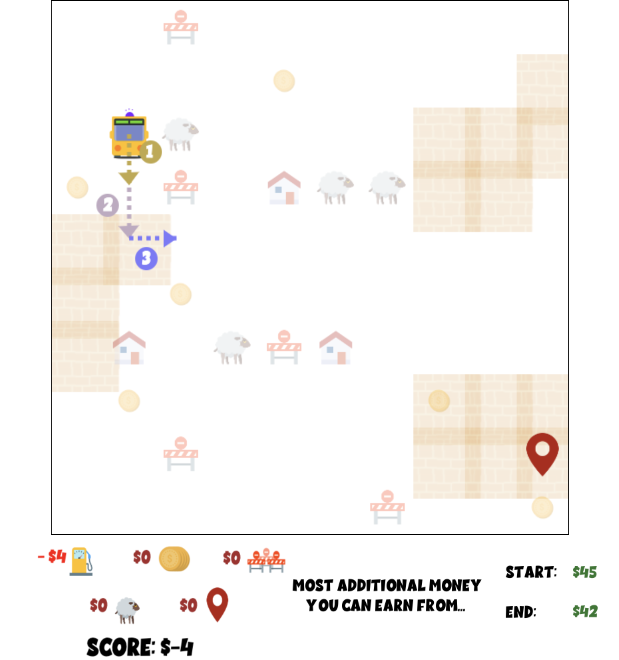 1
2
3
- $4
$0
$0
$0
$0
SCORE: $-4
MOST ADDITIONAL MONEY
YOU CAN EARN FROM...
START: $45
END: $42